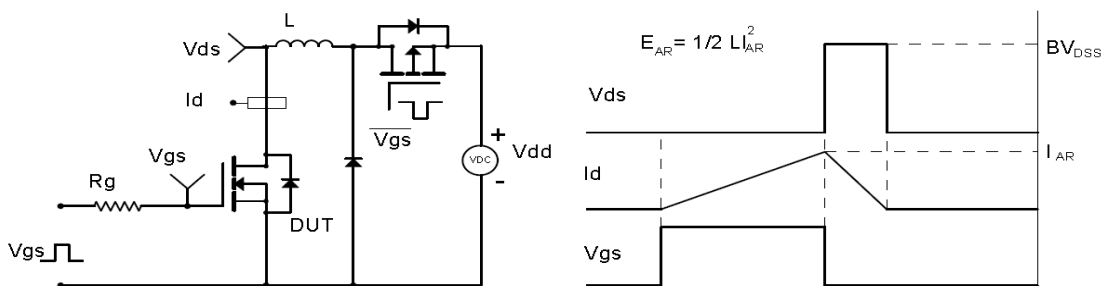 L
Vds
Id
Vgs
Vgs
+
VDC
Vdd
-
Rg
DUT
Vgs
E_AR = 1/2 LI_AR^2
BV_DSS
Vds
I_AR
Id
Vgs